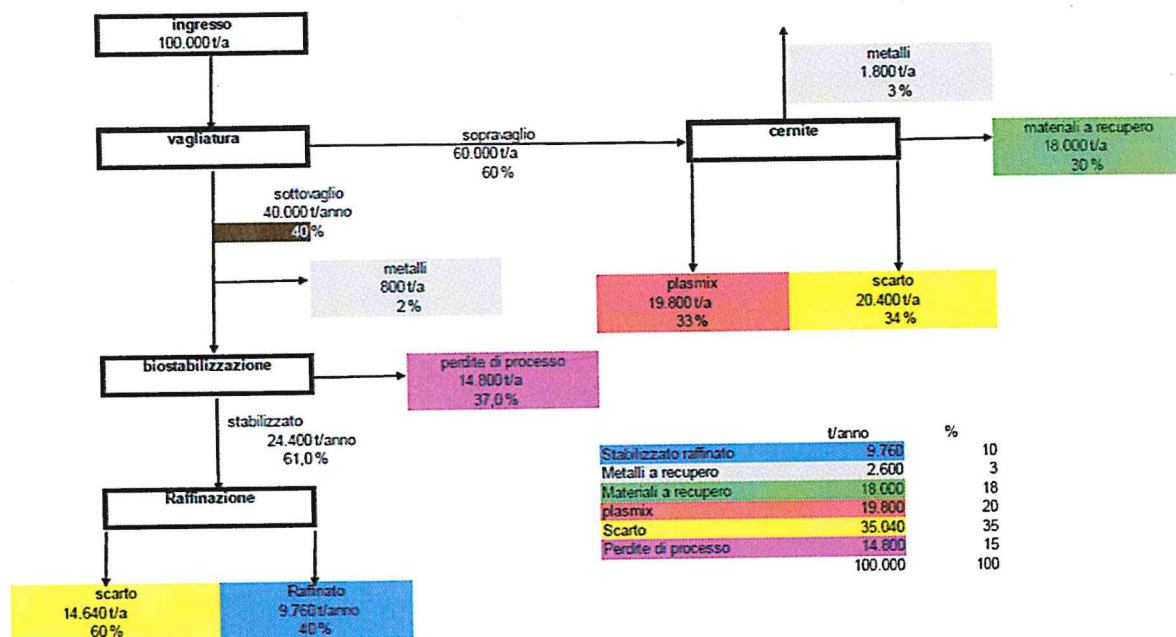 ingresso
100.000 t/a
metalli
1.800 t/a
3 %
vagliatura
sopravaglio
60.000 t/a
60 %
cernite
materiali a recupero
18.000 t/a
30 %
sottovaglio
40.000 t/anno
40 %
metalli
800 t/a
2 %
plasmix
19.800 t/a
33 %
scarto
20.400 t/a
34 %
biostabilizzazione
perdite di processo
14.800 t/a
37,0 %
stabilizzato
24.400 t/anno
61,0 %
Raffinazione
scarto
14.640 t/a
60 %
Raffinato
9.760 t/anno
40 %
t/anno %
Stabilizzato raffinato 9.760 10
Metalli a recupero 2.600 3
Materiali a recupero 18.000 18
plasmix 19.800 20
Scarto 35.040 35
Perdite di processo 14.800 15
100.000 100